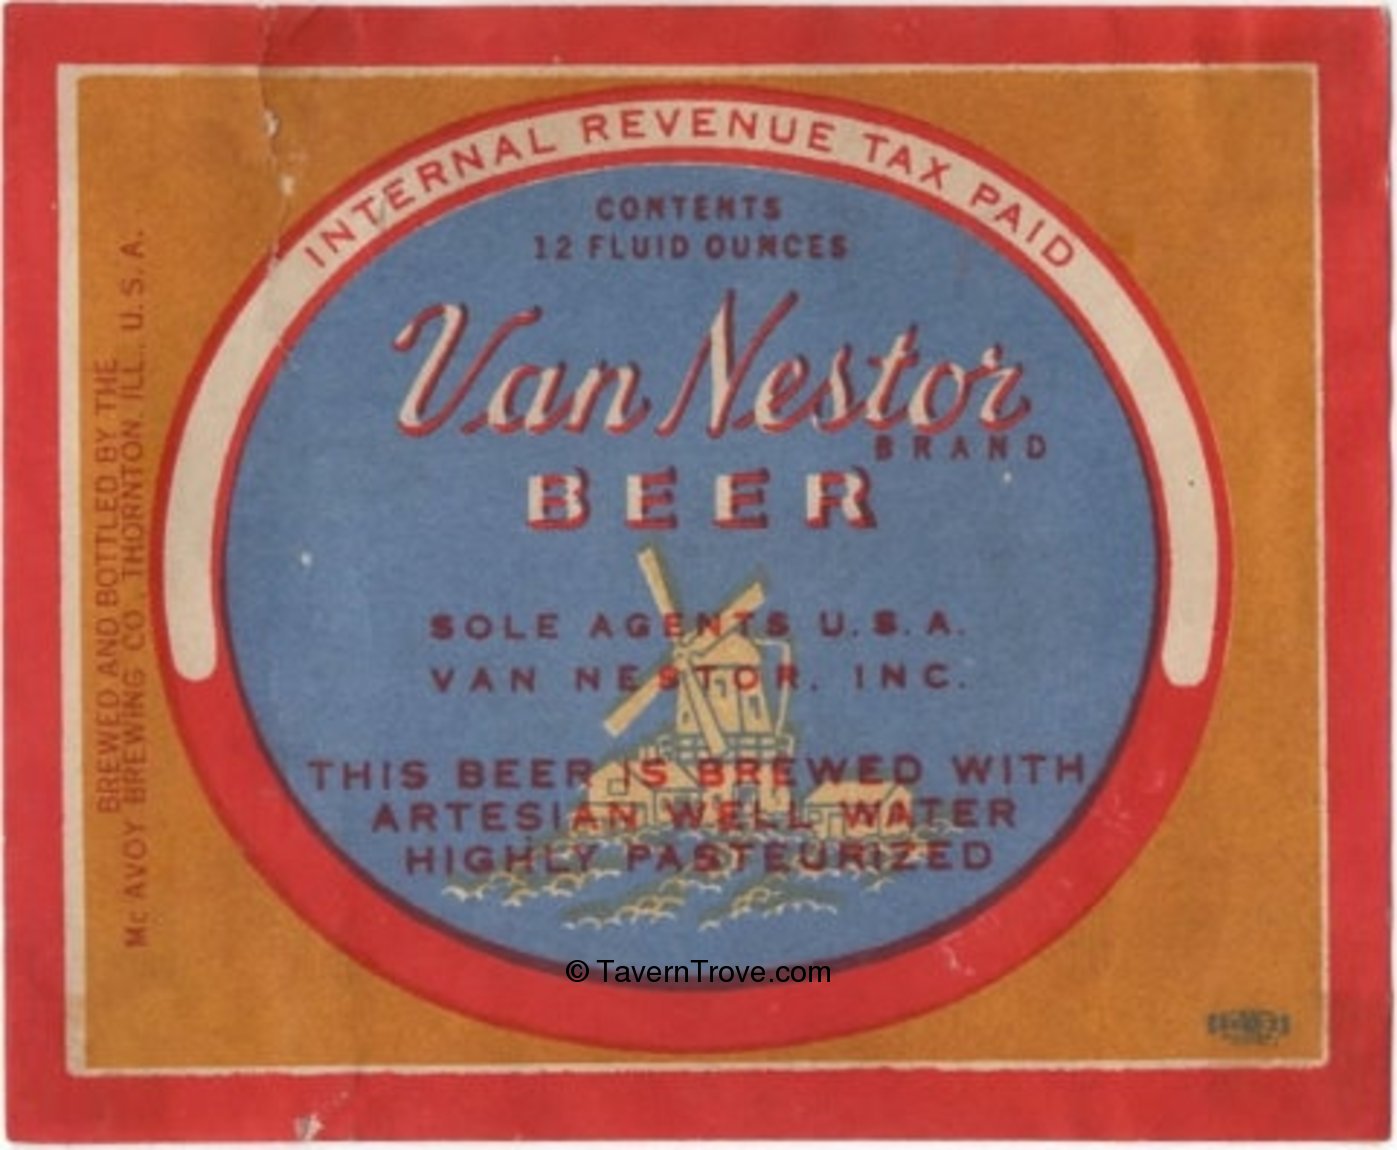 INTERNAL REVENUE TAX PAID
CONTENTS
12 FLUID OUNCES
Van Nestor
BRAND
BEER
SOLE AGENTS U.S.A.
VAN NESTOR, INC.
THIS BEER IS BREWED WITH
ARTESIAN WELL WATER
HIGHLY PASTEURIZED
BREWED AND BOTTLED BY THE
Mc AVOY BREWING CO., THORNTON, ILL., U.S.A.
© TavernTrove.com